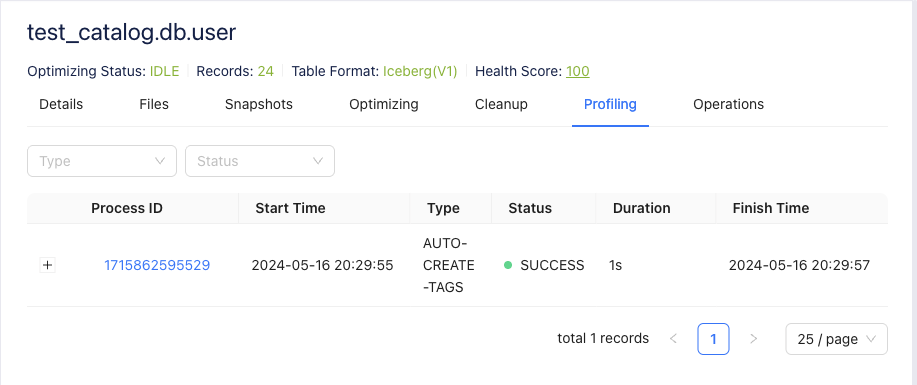 test_catalog.db.user
Optimizing Status: IDLE Records: 24 Table Format: Iceberg(V1) Health Score: 100
Details Files Snapshots Optimizing Cleanup Profiling Operations
Type Status
Process ID Start Time Type Status Duration Finish Time
1715862595529 2024-05-16 20:29:55 AUTO-
CREATE
-TAGS SUCCESS 1s 2024-05-16 20:29:57
total 1 records < 1 > 25 / page